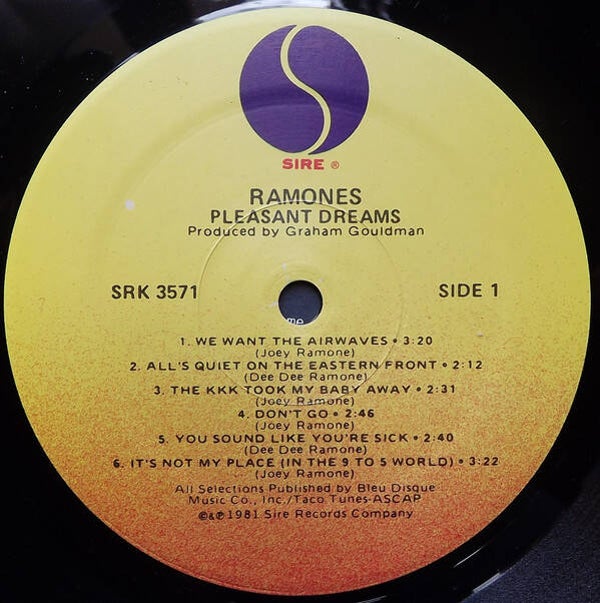 SIRE ®
RAMONES
PLEASANT DREAMS
Produced by Graham Gouldman
SRK 3571
SIDE 1
me
1. WE WANT THE AIRWAVES • 3:20
(Joey Ramone)
2. ALL'S QUIET ON THE EASTERN FRONT • 2:12
(Dee Dee Ramone)
3. THE KKK TOOK MY BABY AWAY • 2:31
(Joey Ramone)
4. DON'T GO • 2:46
(Joey Ramone)
5. YOU SOUND LIKE YOU'RE SICK • 2:40
(Dee Dee Ramone)
6. IT'S NOT MY PLACE (IN THE 9 TO 5 WORLD) • 3:22
(Joey Ramone)
All Selections Published by Bleu Disque
Music Co., Inc./Taco Tunes-ASCAP
©&℗ 1981 Sire Records Company